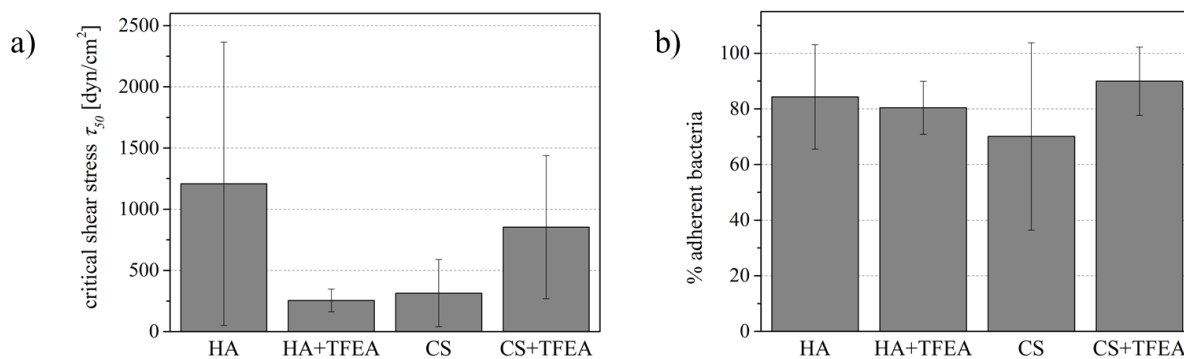 a)
critical shear stress τ50 [dyn/cm2]
2500
2000
1500
1000
500
0
HA
HA+TFEA
CS
CS+TFEA
b)
% adherent bacteria
100
80
60
40
20
0
HA
HA+TFEA
CS
CS+TFEA